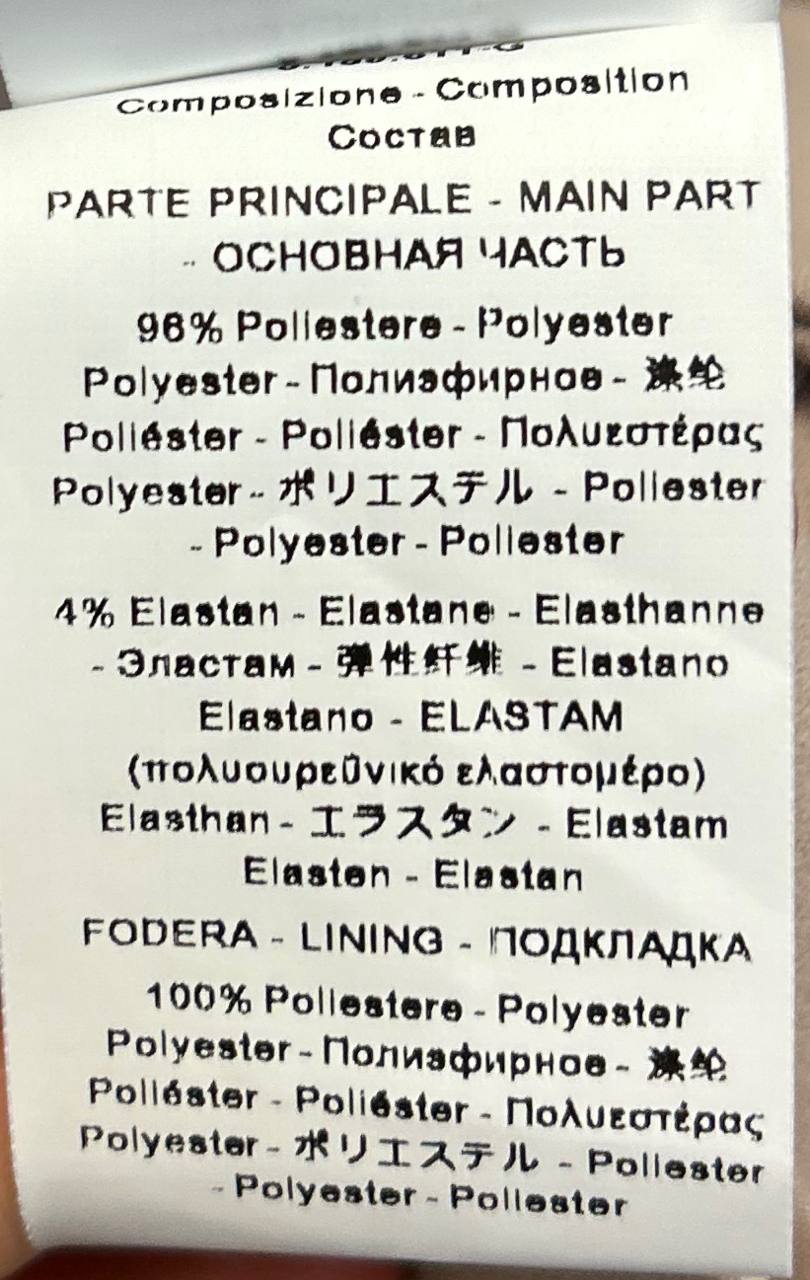 Composizione - Composition
Состав
PARTE PRINCIPALE - MAIN PART
- ОСНОВНАЯ ЧАСТЬ
96% Poliestere - Polyester
Polyester - Полиэфирное - 涤纶
Poliéster - Poliéster - Πολυεστέρας
Polyester - ポリエステル - Poliester
- Polyester - Poliester
4% Elastan - Elastane - Elasthanne
- Эластам - 弹性纤维 - Elastano
Elastano - ELASTAM
(πολυουρεθνικό ελαστομέρο)
Elasthan - エラスタン - Elastam
Elasten - Elastan
FODERA - LINING - ПОДКЛАДКА
100% Poliestere - Polyester
Polyester - Полиэфирное - 涤纶
Poliéster - Poliéster - Πολυεστέρας
Polyester - ポリエステル - Poliester
- Polyester - Poliester